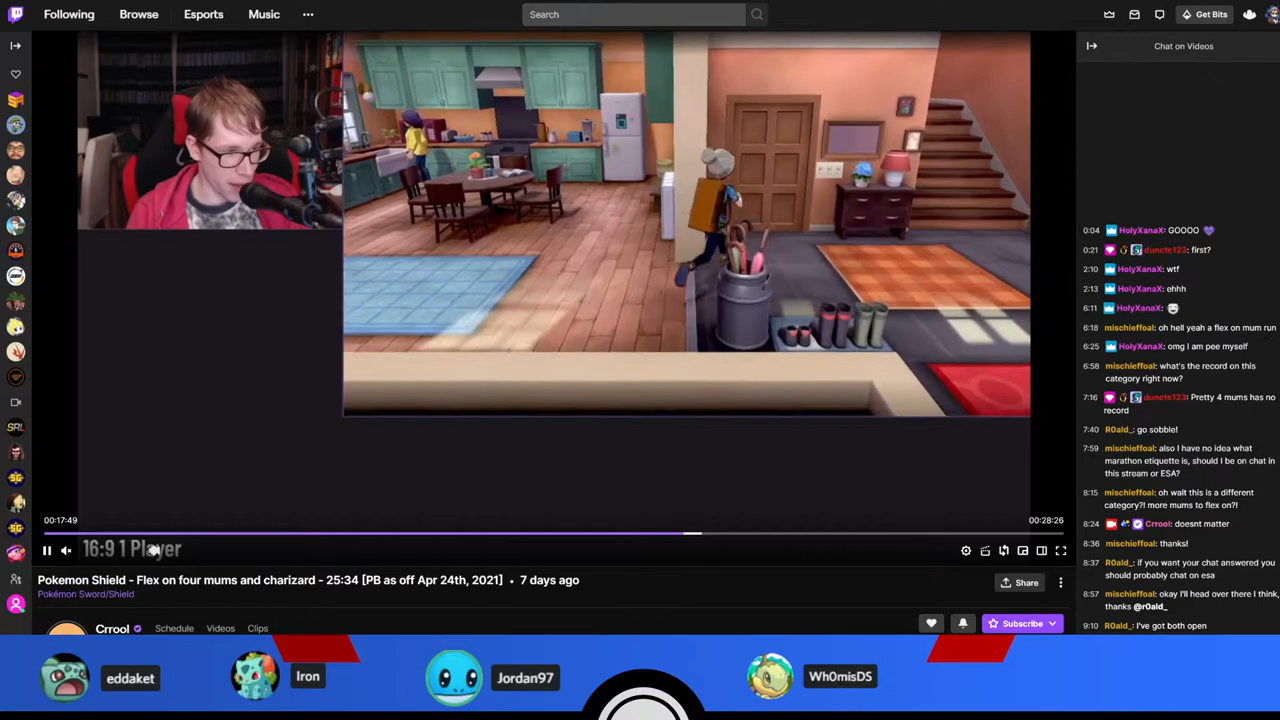 Following
Browse
Esports
Music
Search
Get Bits
Chat on Videos
0:04 HolyXanaX: GOOOO
0:21 duncte123: first?
2:10 HolyXanaX: wtf
2:13 HolyXanaX: ehhh
6:11 HolyXanaX:
6:18 mischieffoal: oh hell yeah a flex on mum run
6:25 HolyXanaX: omg I am pee myself
6:58 mischieffoal: what's the record on this
category right now?
7:16 duncte123: Pretty 4 mums has no
record
7:40 R0ald_: go sobble!
7:59 mischieffoal: also I have no idea what
marathon etiquette is, should I be on chat in
this stream or ESA?
8:15 mischieffoal: oh wait this is a different
category?! more mums to flex on?!
8:24 Crrool: doesnt matter
8:36 mischieffoal: thanks!
8:37 R0ald_: if you want your chat answered you
should probably chat on esa
8:57 mischieffoal: okay I'll head over there I think,
thanks @r0ald_
9:10 R0ald_: I've got both open
00:17:49
00:28:26
16:9 1 Player
Pokemon Shield - Flex on four mums and charizard - 25:34 [PB as off Apr 24th, 2021] • 7 days ago
Pokémon Sword/Shield
Share
Crrool
Schedule
Videos
Clips
Subscribe
eddaket
Iron
Jordan97
Wh0misDS